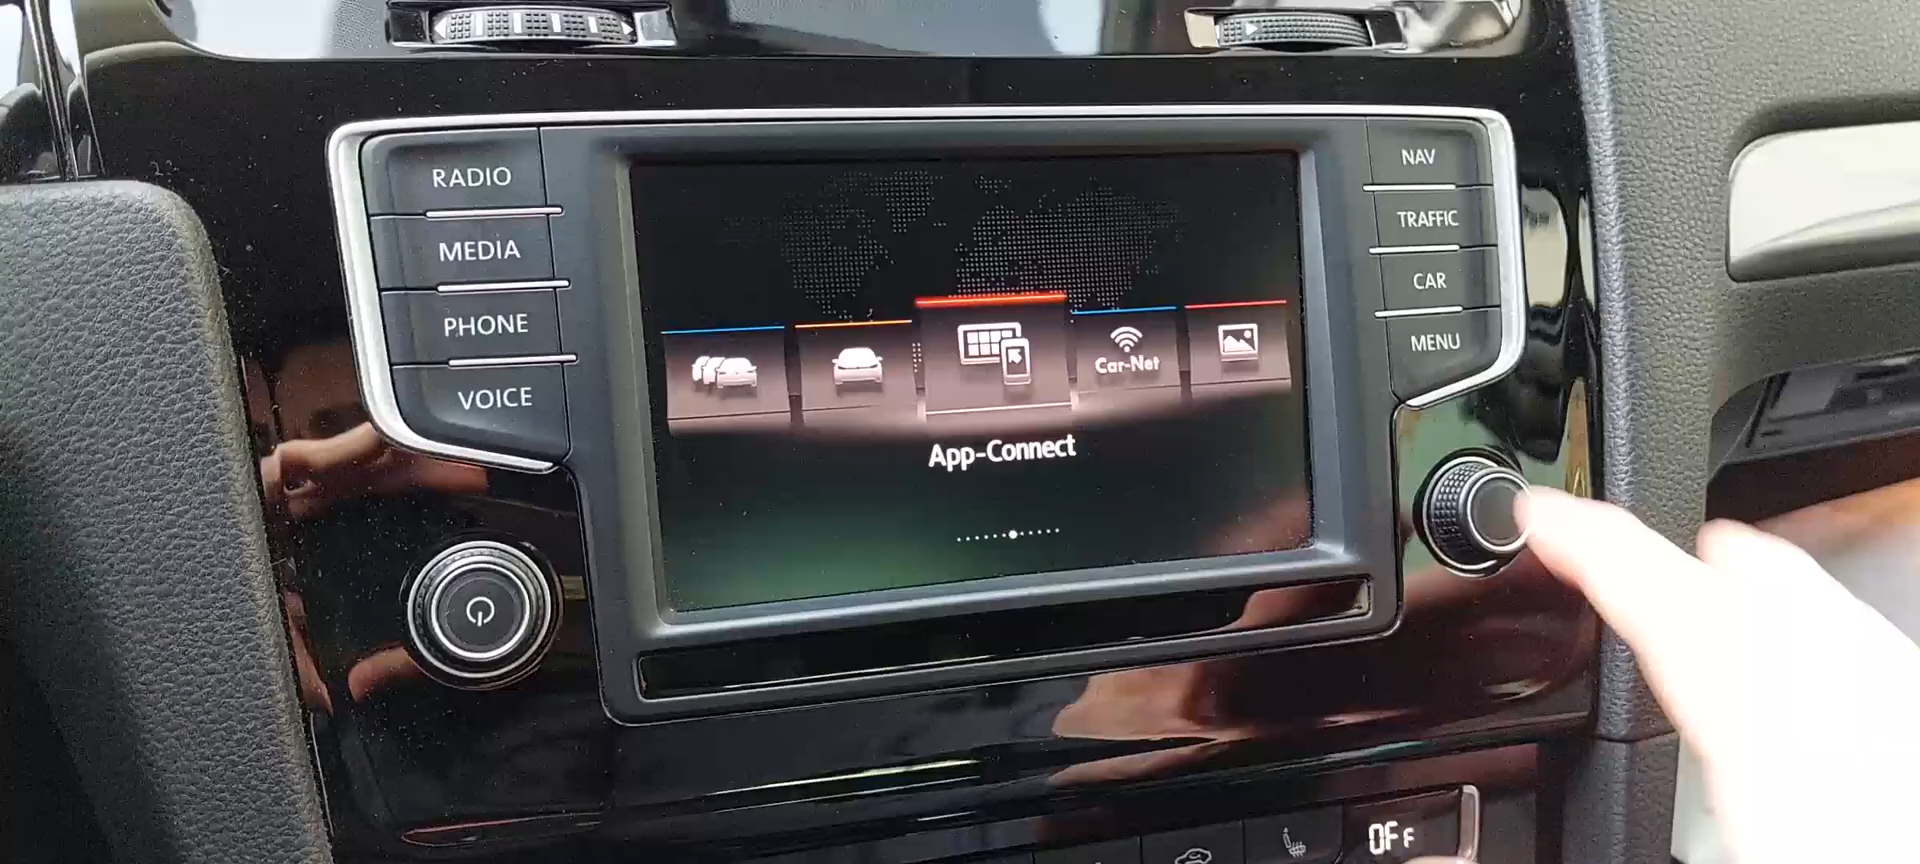 RADIO
MEDIA
PHONE
VOICE
NAV
TRAFFIC
CAR
MENU
Car-Net
App-Connect
OFF